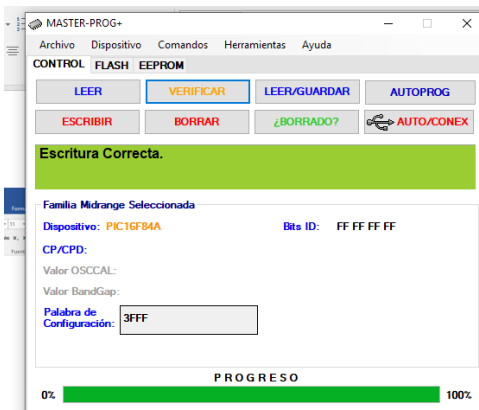 MASTER-PROG+
Archivo Dispositivo Comandos Herramientas Ayuda
CONTROL FLASH EEPROM
LEER VERIFICAR LEER/GUARDAR AUTOPROG
ESCRIBIR BORRAR ¿BORRADO? AUTO/CONEX
Escritura Correcta.
Familia Midrange Seleccionada
Dispositivo: PIC16F84A Bits ID: FF FF FF FF
CP/CPD:
Valor OSCCAL:
Valor BandGap:
Palabra de
Configuración: 3FFF
PROGRESO
0% 100%